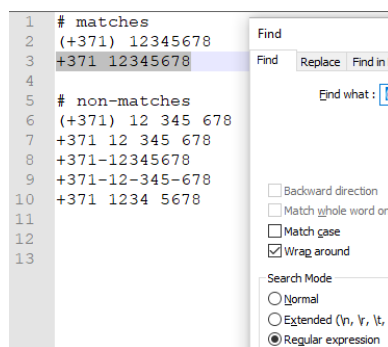 1 # matches
2 (+371) 12345678
3 +371 12345678
4
5 # non-matches
6 (+371) 12 345 678
7 +371 12 345 678
8 +371-12345678
9 +371-12-345-678
10 +371 1234 5678
11
12
13
Find
Find Replace Find in
Find what :
Backward direction
Match whole word
Match case
Wrap around
Search Mode
Normal
Extended (\n, \r, \t,
Regular expression